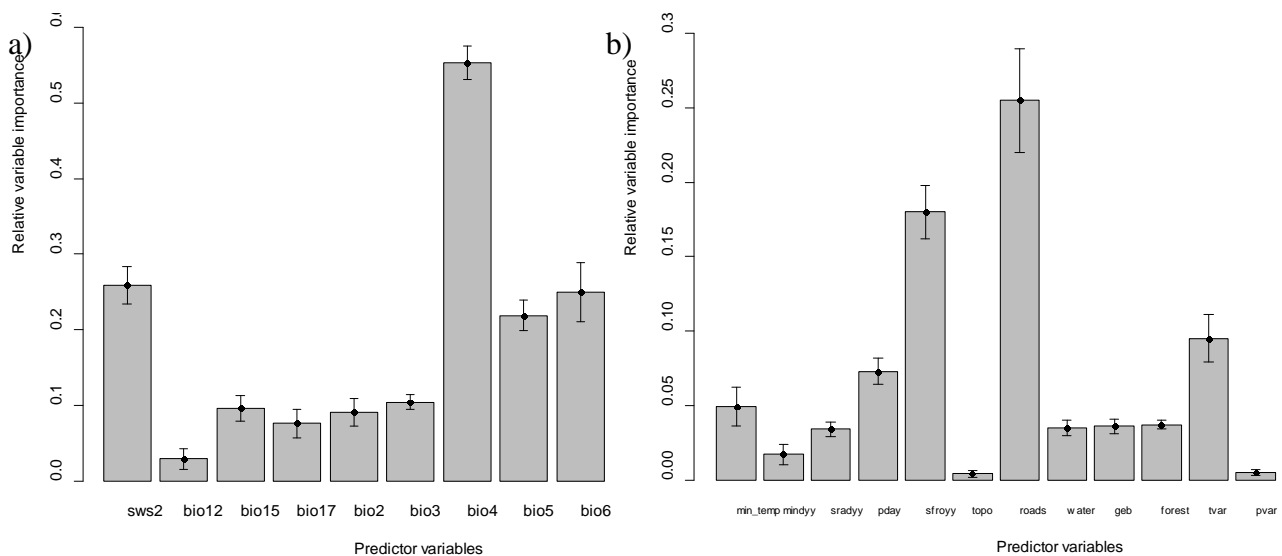 a)
Relative variable importance
0.0
0.1
0.2
0.3
0.4
0.5
sws2 bio12 bio15 bio17 bio2 bio3 bio4 bio5 bio6
Predictor variables
b)
Relative variable importance
0.00
0.05
0.10
0.15
0.20
0.25
0.3
min_temp mindyy sradyy pday sfroyy topo roads water geb forest tvar pvar
Predictor variables